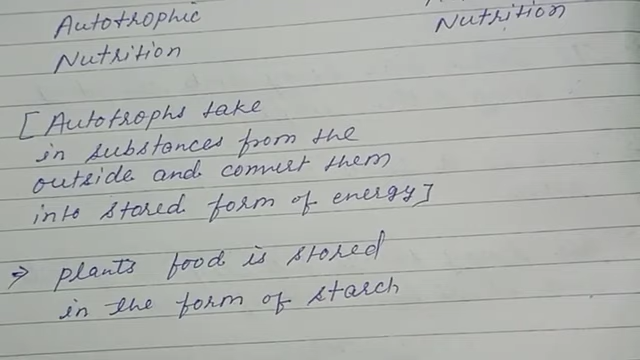 Autotrophic
Nutrition
Nutrition
[Autotrophs take
in substances from the
outside and convert them
into stored form of energy]
⇒ plants food is stored
in the form of starch